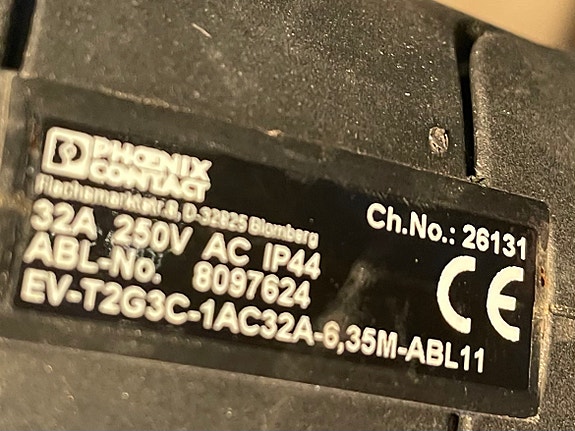 PHOENIX
CONTACT
Flachsmarktstr.8, D-32825 Blomberg
32A 250V AC IP44
ABL-No. 8097624
EV-T2G3C-1AC32A-6,35M-ABL11
Ch.No.: 26131
CE